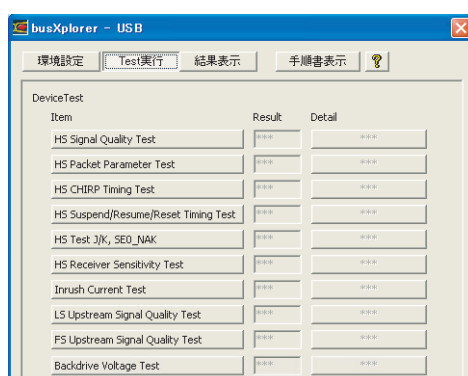 busXplorer - USB
環境設定 Test実行 結果表示 手順書表示 ?
DeviceTest
Item Result Detail
HS Signal Quality Test *** ***
HS Packet Parameter Test *** ***
HS CHIRP Timing Test *** ***
HS Suspend/Resume/Reset Timing Test *** ***
HS Test J/K, SE0_NAK *** ***
HS Receiver Sensitivity Test *** ***
Inrush Current Test *** ***
LS Upstream Signal Quality Test *** ***
FS Upstream Signal Quality Test *** ***
Backdrive Voltage Test *** ***